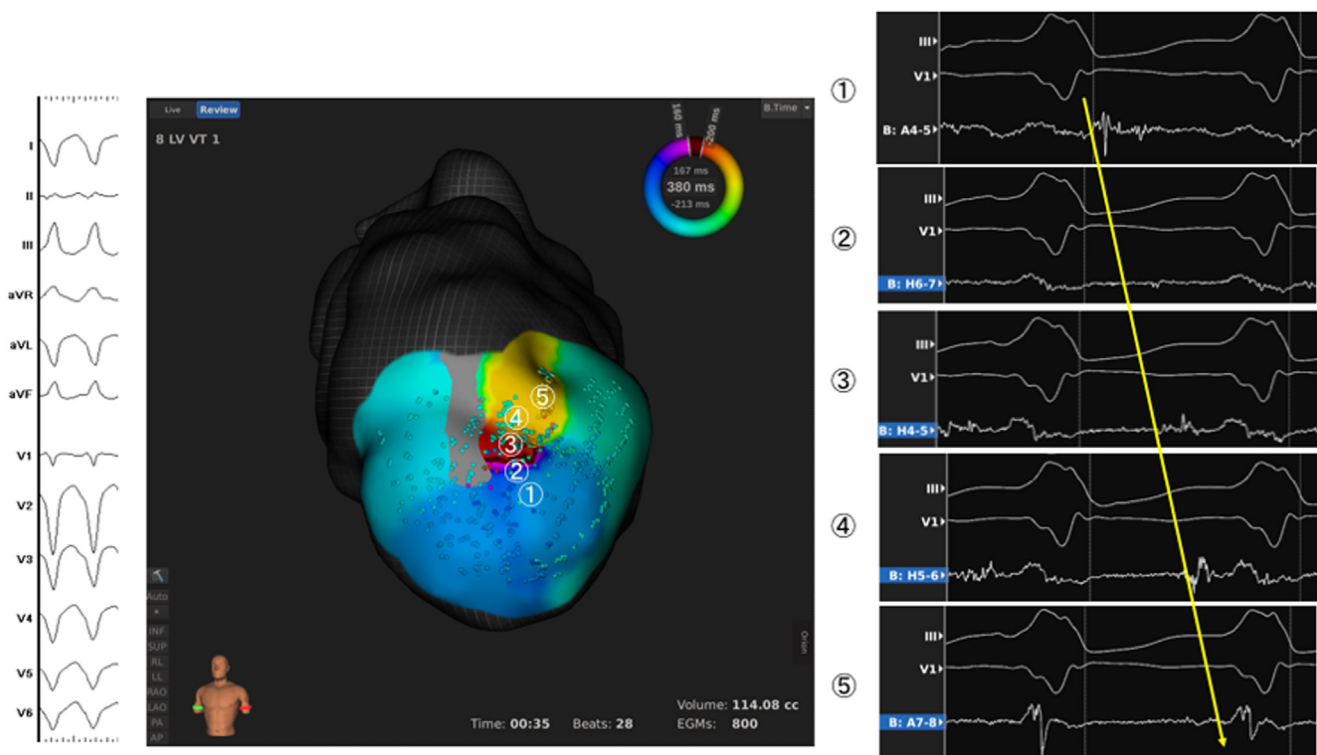 I
II
III
aVR
aVL
aVF
V1
V2
V3
V4
V5
V6
Live Review
B.Time
8 LV VT 1
160 ms
-200 ms
167 ms
380 ms
-213 ms
⑤
④
③
②
①
Auto
INF
SUP
RL
LL
RAO
LAO
PA
AP
Orion
Volume: 114.08 cc
Time: 00:35 Beats: 28 EGMs: 800
①
III
V1
B: A4-5
②
III
V1
B: H6-7
③
III
V1
B: H4-5
④
III
V1
B: H5-6
⑤
III
V1
B: A7-8